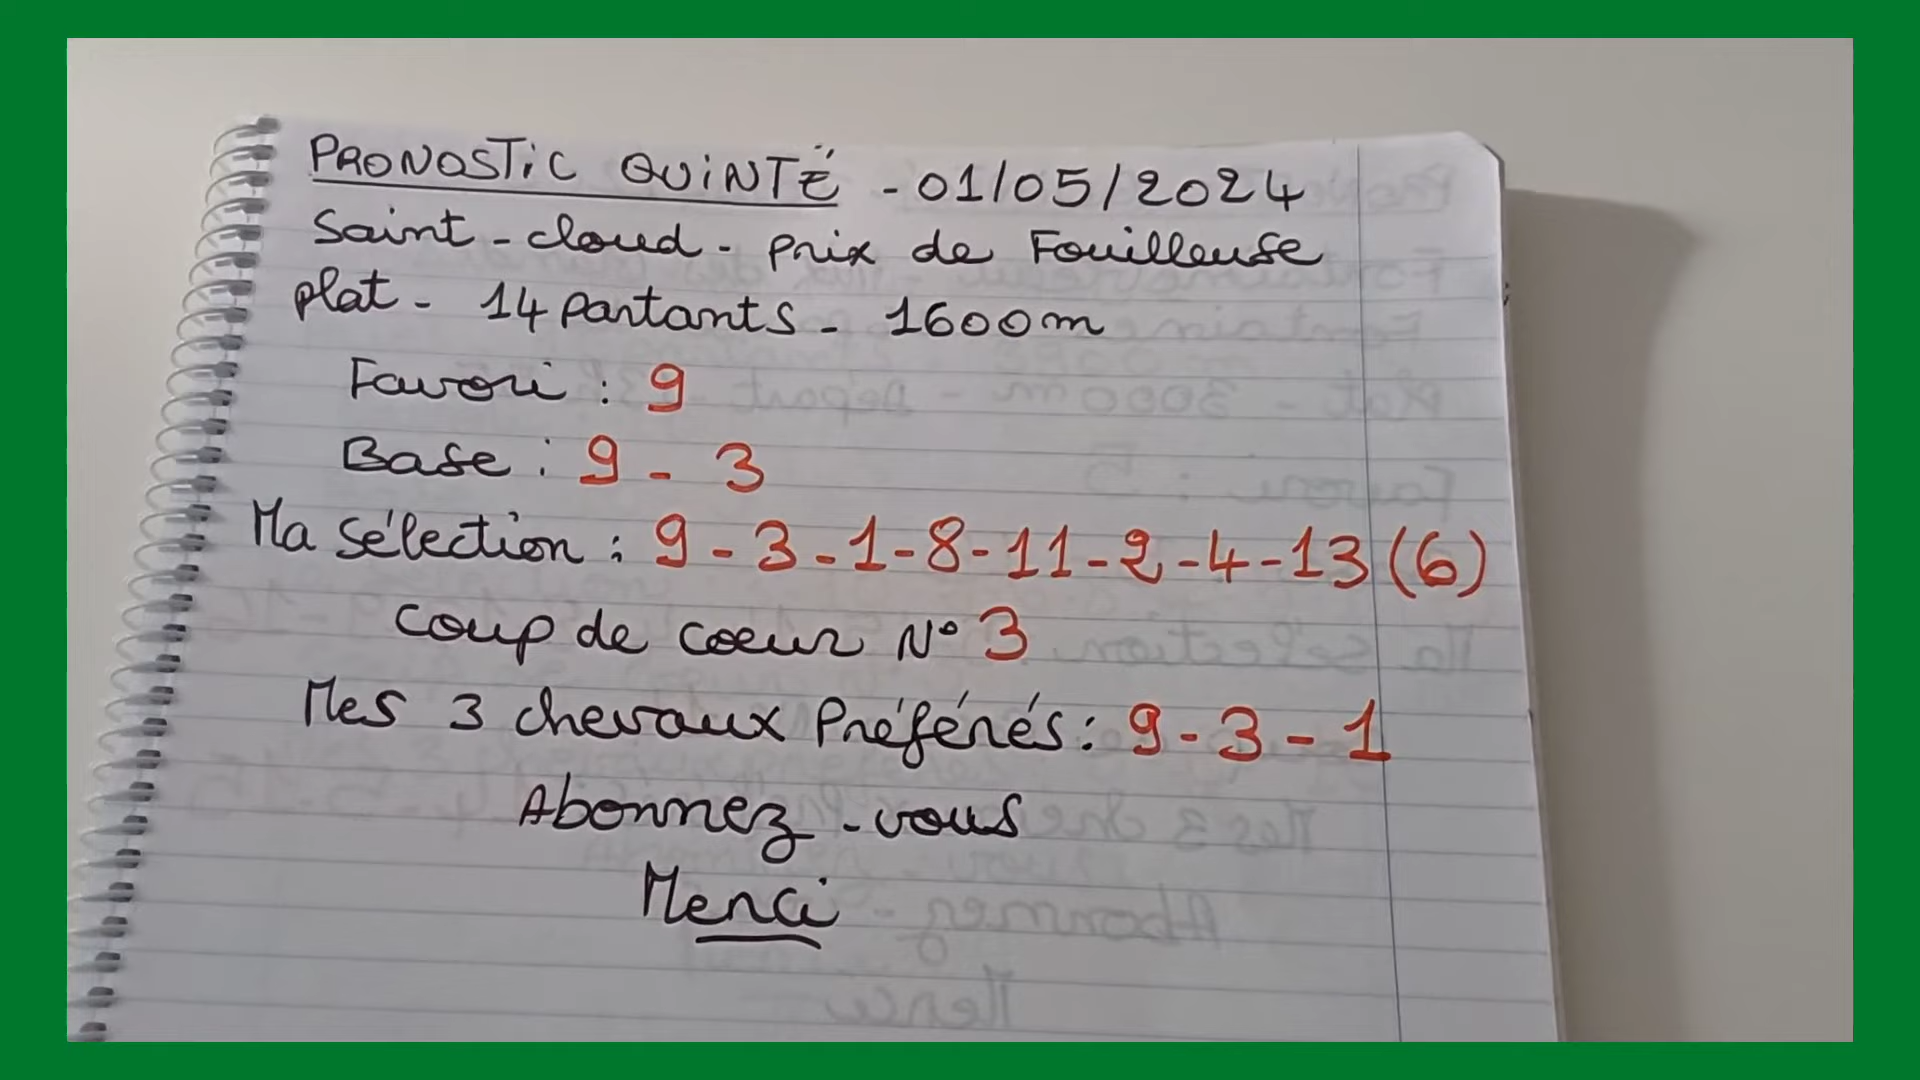 PRONOSTiC QUiNTÉ - 01/05/2024
Saint-cloud - prix de Fouilleuse
plat - 14 partants - 1600m
Favori : 9
Base : 9 - 3
Ma sélection : 9 - 3 - 1 - 8 - 11 - 2 - 4 - 13 (6)
coup de coeur N° 3
Mes 3 chevaux Préférés : 9 - 3 - 1
Abonnez-vous
Merci